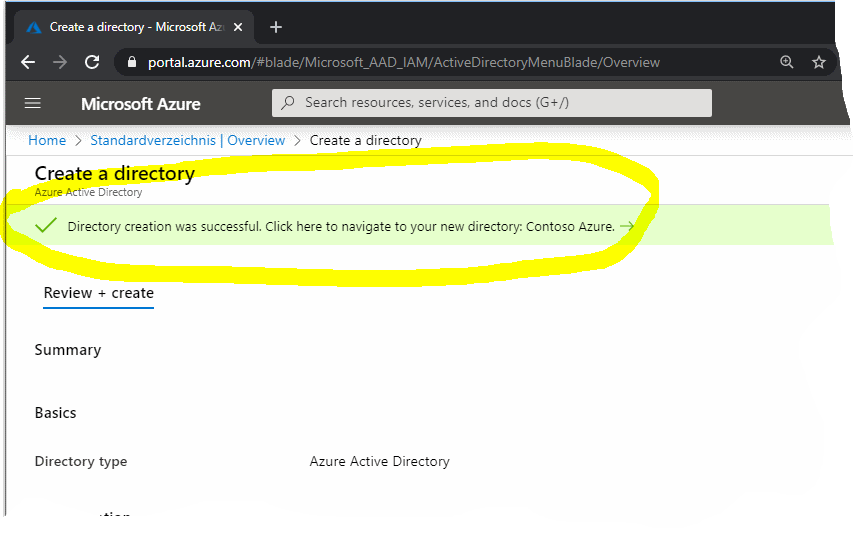 Create a directory - Microsoft Az
portal.azure.com/#blade/Microsoft_AAD_IAM/ActiveDirectoryMenuBlade/Overview
Microsoft Azure
Search resources, services, and docs (G+/)
Home > Standardverzeichnis | Overview > Create a directory
Create a directory
Azure Active Directory
Directory creation was successful. Click here to navigate to your new directory: Contoso Azure. →
Review + create
Summary
Basics
Directory type Azure Active Directory